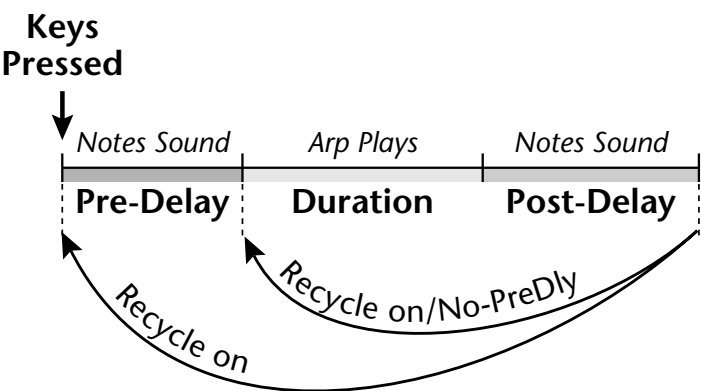 Keys
Pressed
Notes Sound Arp Plays Notes Sound
Pre-Delay Duration Post-Delay
Recycle on/No-PreDly
Recycle on